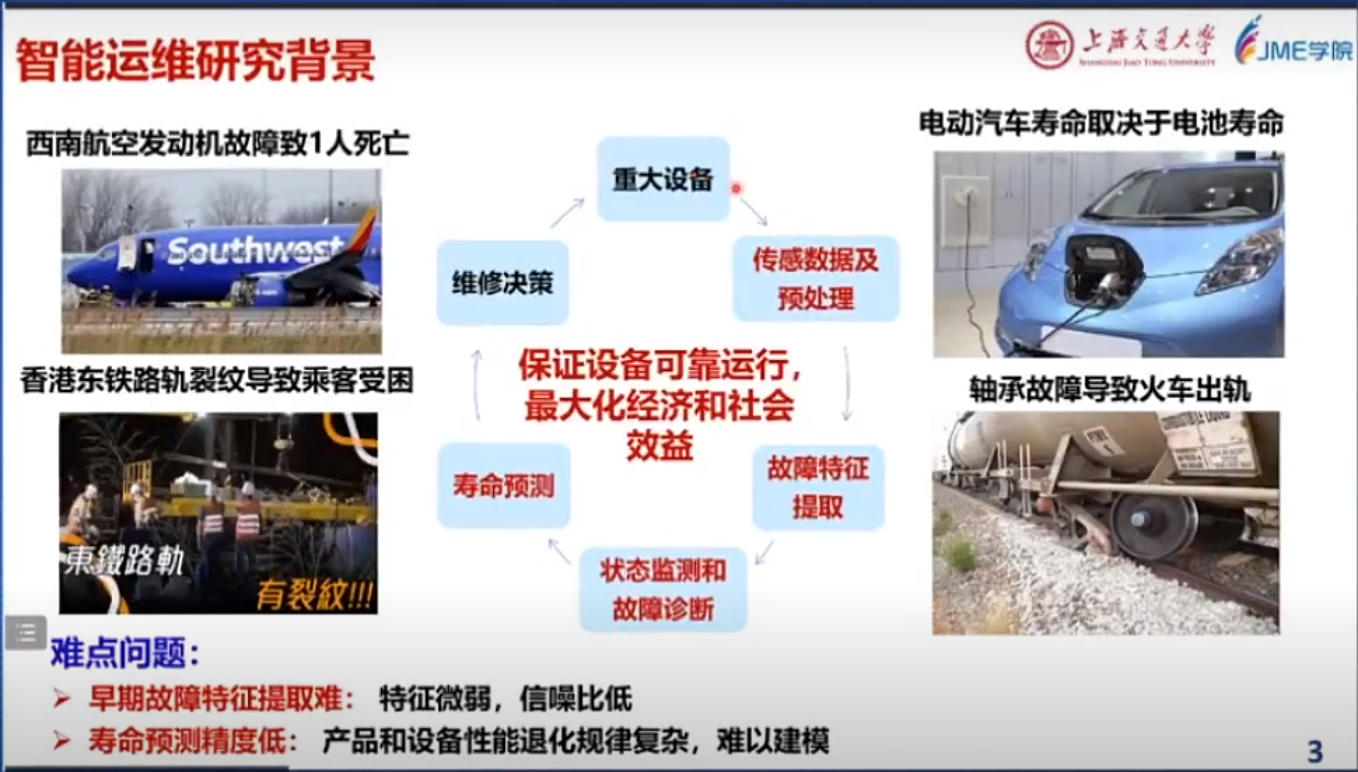 智能运维研究背景
上海交通大学
SHANGHAI JIAO TONG UNIVERSITY
JME学院
西南航空发动机故障致1人死亡
Southwest
香港东铁路轨裂纹导致乘客受困
東鐵路軌
有裂紋!!!
重大设备
传感数据及
预处理
故障特征
提取
状态监测和
故障诊断
寿命预测
维修决策
保证设备可靠运行，
最大化经济和社会
效益
电动汽车寿命取决于电池寿命
轴承故障导致火车出轨
难点问题：
➢ 早期故障特征提取难： 特征微弱，信噪比低
➢ 寿命预测精度低： 产品和设备性能退化规律复杂，难以建模
3